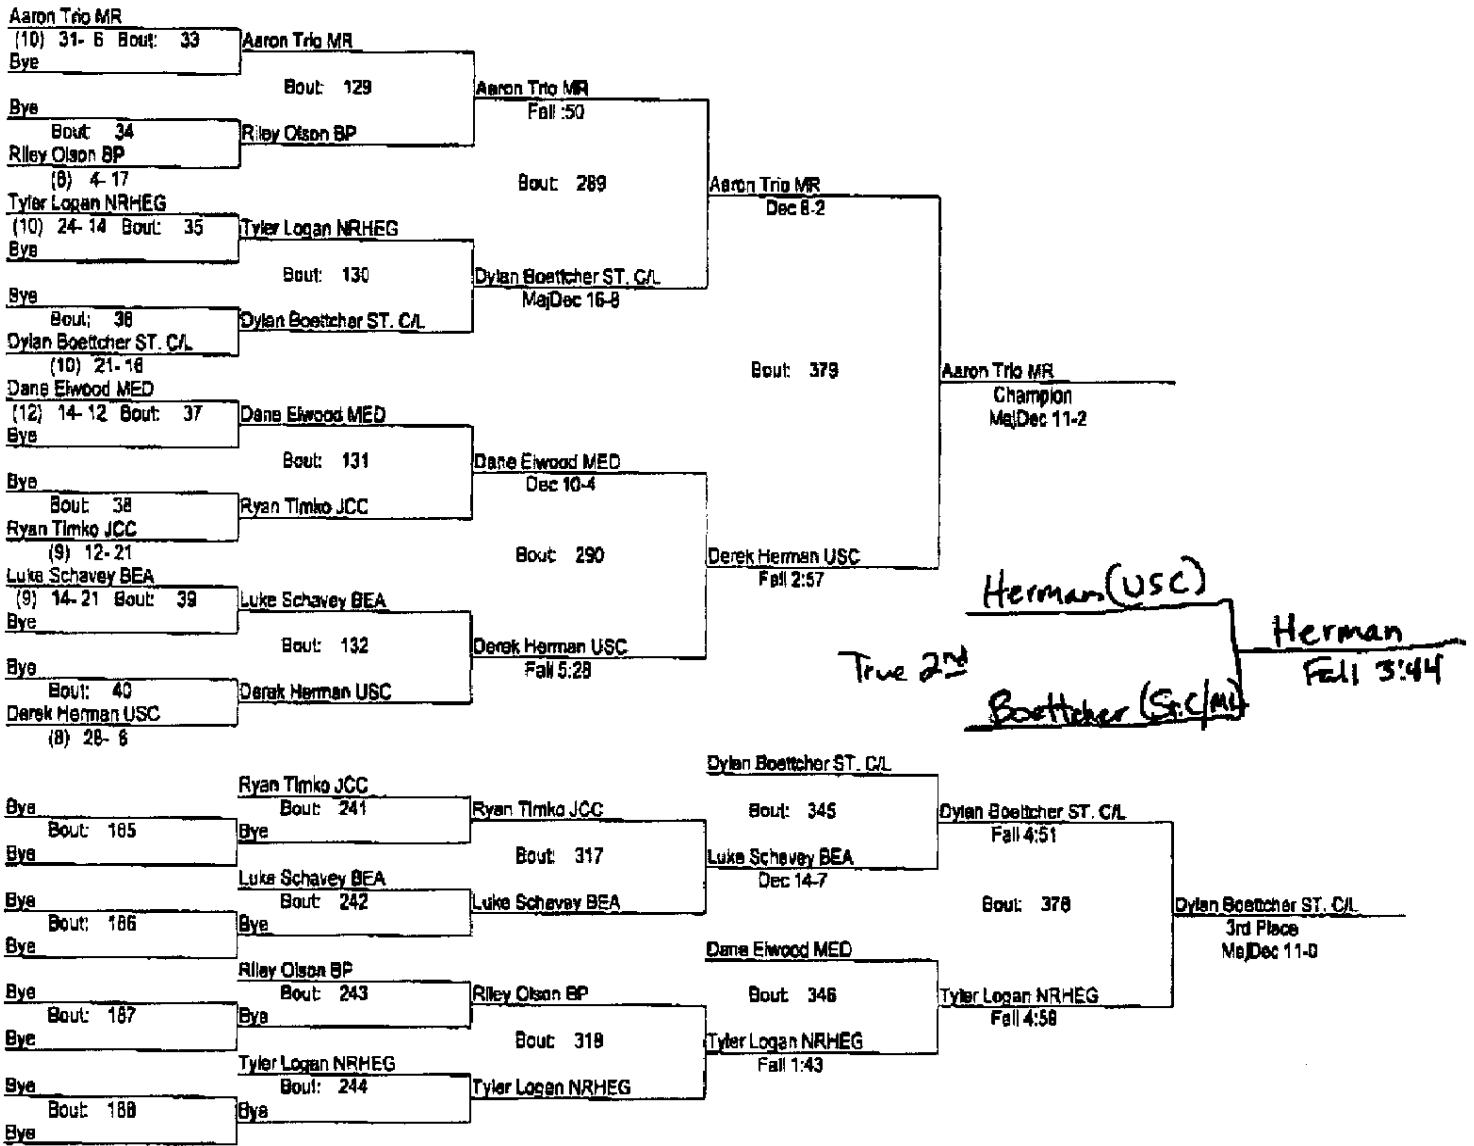 Aaron Trio MR
(10) 31- 6 Bout: 33
Bye
Bye
Bout: 34
Riley Olson BP
(8) 4-17
Tyler Logan NRHEG
(10) 24-14 Bout: 35
Bye
Bye
Bout: 36
Dylan Boettcher ST. C/L
(10) 21-16
Dane Elwood MED
(12) 14-12 Bout: 37
Bye
Bye
Bout: 38
Ryan Timko JCC
(9) 12-21
Luke Schavey BEA
(9) 14-21 Bout: 39
Bye
Bye
Bout: 40
Derek Herman USC
(8) 28- 6
Aaron Trio MR
Bout: 129
Riley Olson BP
Tyler Logan NRHEG
Bout: 130
Dylan Boettcher ST. C/L
Dane Elwood MED
Bout: 131
Ryan Timko JCC
Luke Schavey BEA
Bout: 132
Derek Herman USC
Aaron Trio MR
Fall :50
Bout: 289
Dylan Boettcher ST. C/L
MajDec 16-8
Dane Elwood MED
Dec 10-4
Bout: 290
Derek Herman USC
Fall 5:28
Aaron Trio MR
Dec 8-2
Bout: 379
Derek Herman USC
Fall 2:57
Aaron Trio MR
Champion
MajDec 11-2
True 2nd
Herman (USC)
Boettcher (St.C/ML)
Herman
Fall 3:44
Bye
Bout: 185
Bye
Bye
Bout: 186
Bye
Bye
Bout: 187
Bye
Bye
Bout: 188
Bye
Ryan Timko JCC
Bout: 241
Bye
Luke Schavey BEA
Bout: 242
Bye
Riley Olson BP
Bout: 243
Bye
Tyler Logan NRHEG
Bout: 244
Bye
Ryan Timko JCC
Bout: 317
Luke Schavey BEA
Riley Olson BP
Bout: 318
Tyler Logan NRHEG
Dylan Boettcher ST. C/L
Bout: 345
Luke Schavey BEA
Dec 14-7
Dane Elwood MED
Bout: 346
Tyler Logan NRHEG
Fall 1:43
Dylan Boettcher ST. C/L
Fall 4:51
Bout: 378
Tyler Logan NRHEG
Fall 4:58
Dylan Boettcher ST. C/L
3rd Place
MajDec 11-0